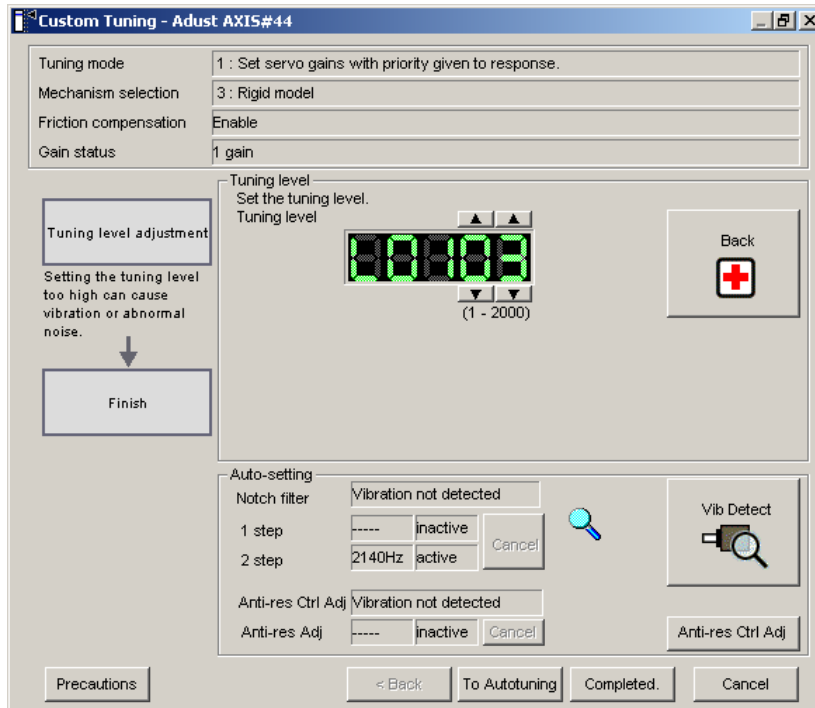 Custom Tuning - Adust AXIS#44
Tuning mode 1 : Set servo gains with priority given to response.
Mechanism selection 3 : Rigid model
Friction compensation Enable
Gain status 1 gain
Tuning level
Set the tuning level.
Tuning level
L0103
(1 - 2000)
Back
Tuning level adjustment
Setting the tuning level
too high can cause
vibration or abnormal
noise.
Finish
Auto-setting
Notch filter Vibration not detected
1 step ----- inactive
2 step 2140Hz active
Cancel
Vib Detect
Anti-res Ctrl Adj Vibration not detected
Anti-res Adj ----- inactive Cancel
Anti-res Ctrl Adj
Precautions < Back To Autotuning Completed. Cancel